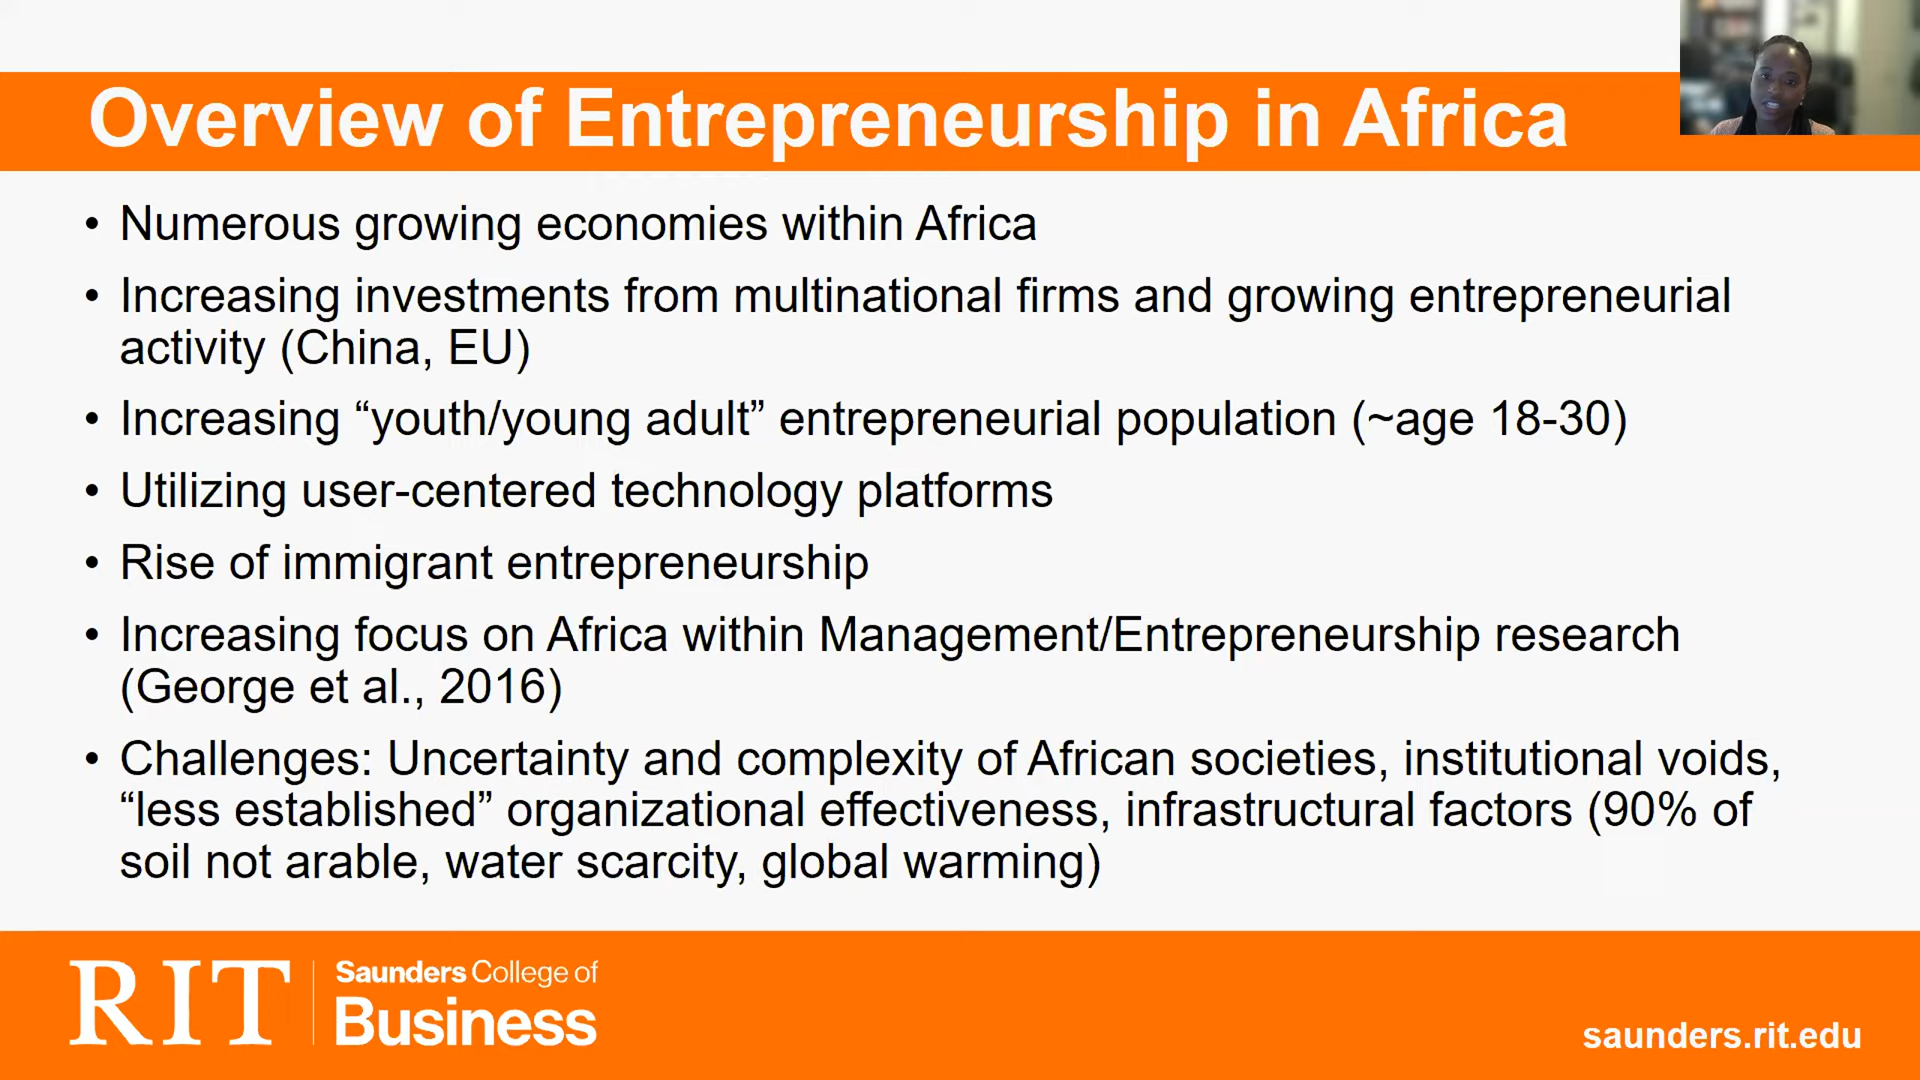 Overview of Entrepreneurship in Africa
• Numerous growing economies within Africa
• Increasing investments from multinational firms and growing entrepreneurial
activity (China, EU)
• Increasing “youth/young adult” entrepreneurial population (~age 18-30)
• Utilizing user-centered technology platforms
• Rise of immigrant entrepreneurship
• Increasing focus on Africa within Management/Entrepreneurship research
(George et al., 2016)
• Challenges: Uncertainty and complexity of African societies, institutional voids,
“less established” organizational effectiveness, infrastructural factors (90% of
soil not arable, water scarcity, global warming)
RIT
Saunders College of
Business
saunders.rit.edu